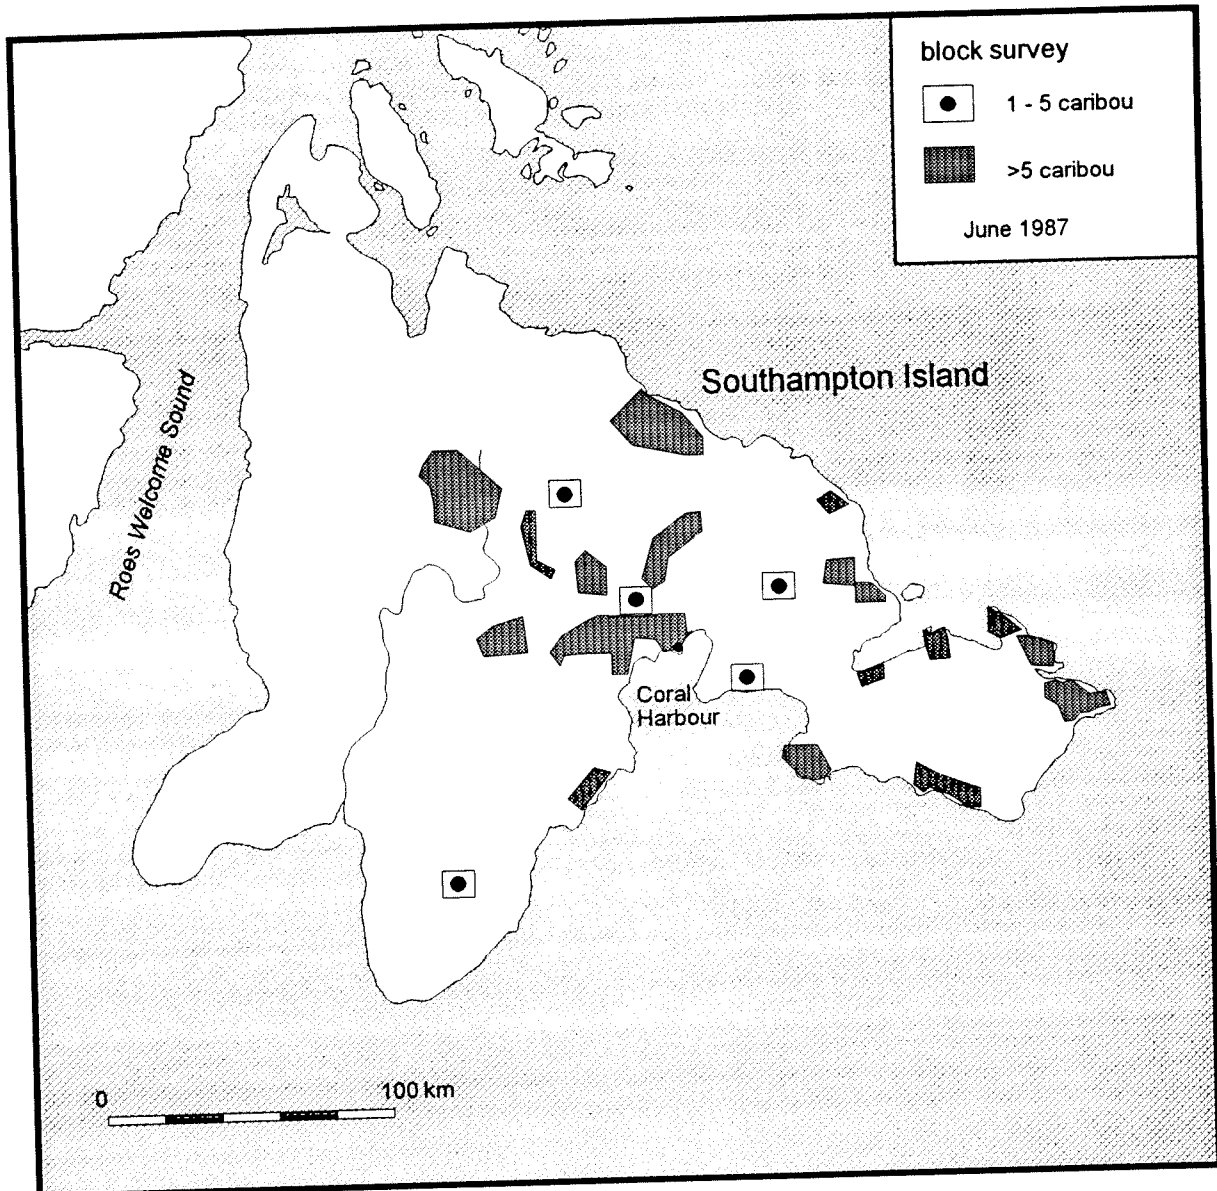 block survey
1 - 5 caribou
>5 caribou
June 1987
Southampton Island
Roes Welcome Sound
Coral
Harbour
0
100 km